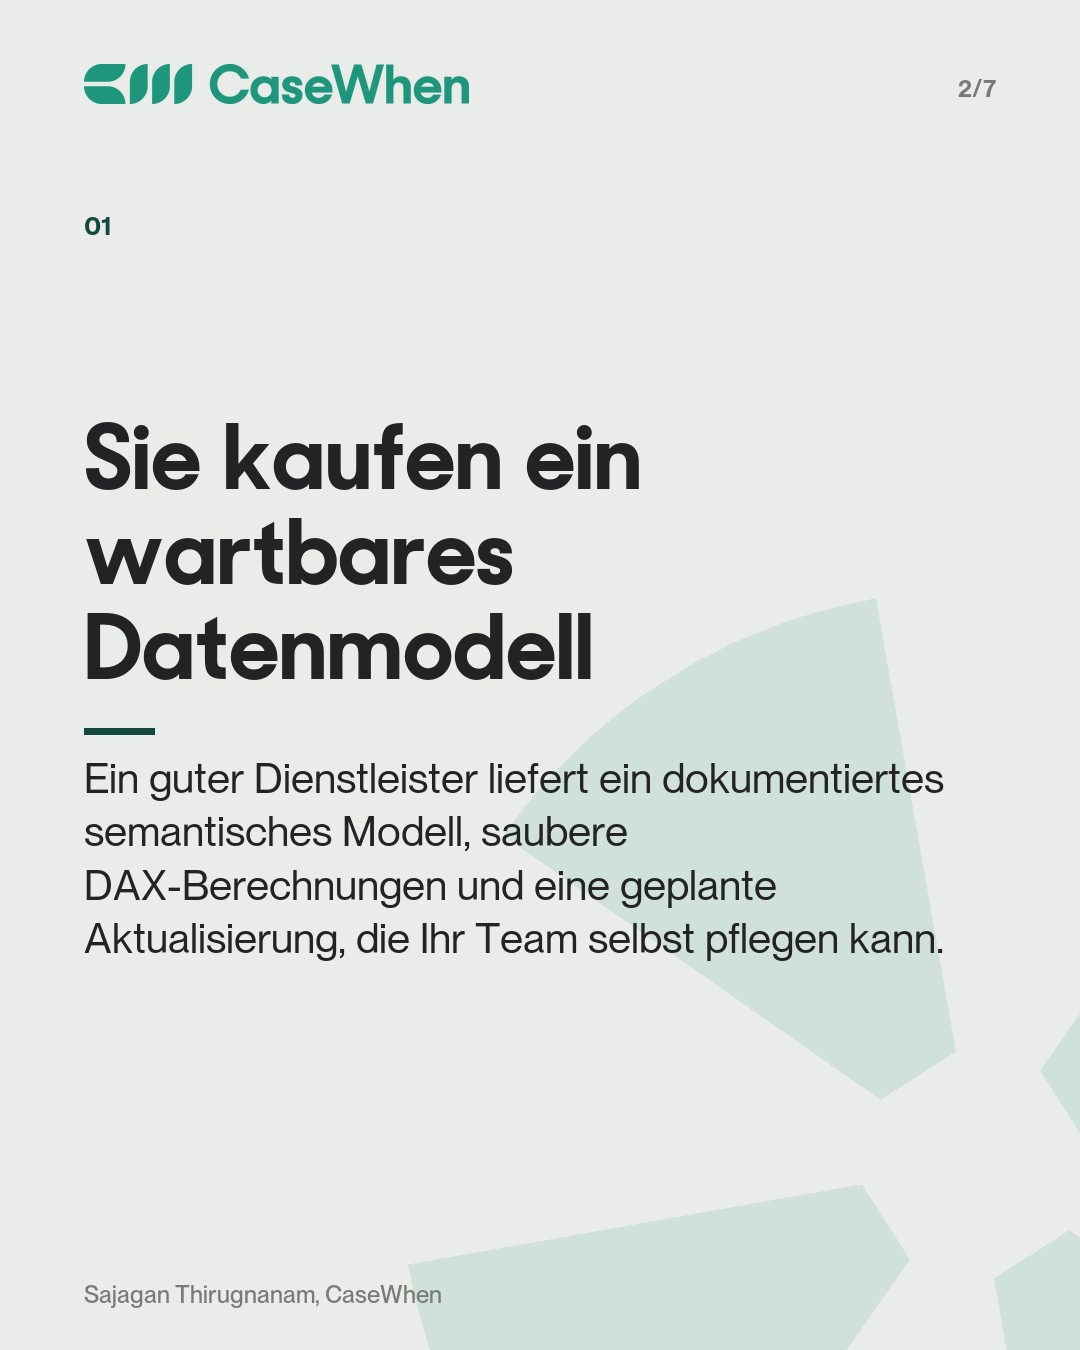 CaseWhen
2/7
01
Sie kaufen ein
wartbares
Datenmodell
Ein guter Dienstleister liefert ein dokumentiertes
semantisches Modell, saubere
DAX-Berechnungen und eine geplante
Aktualisierung, die Ihr Team selbst pflegen kann.
Sajagan Thirugnanam, CaseWhen